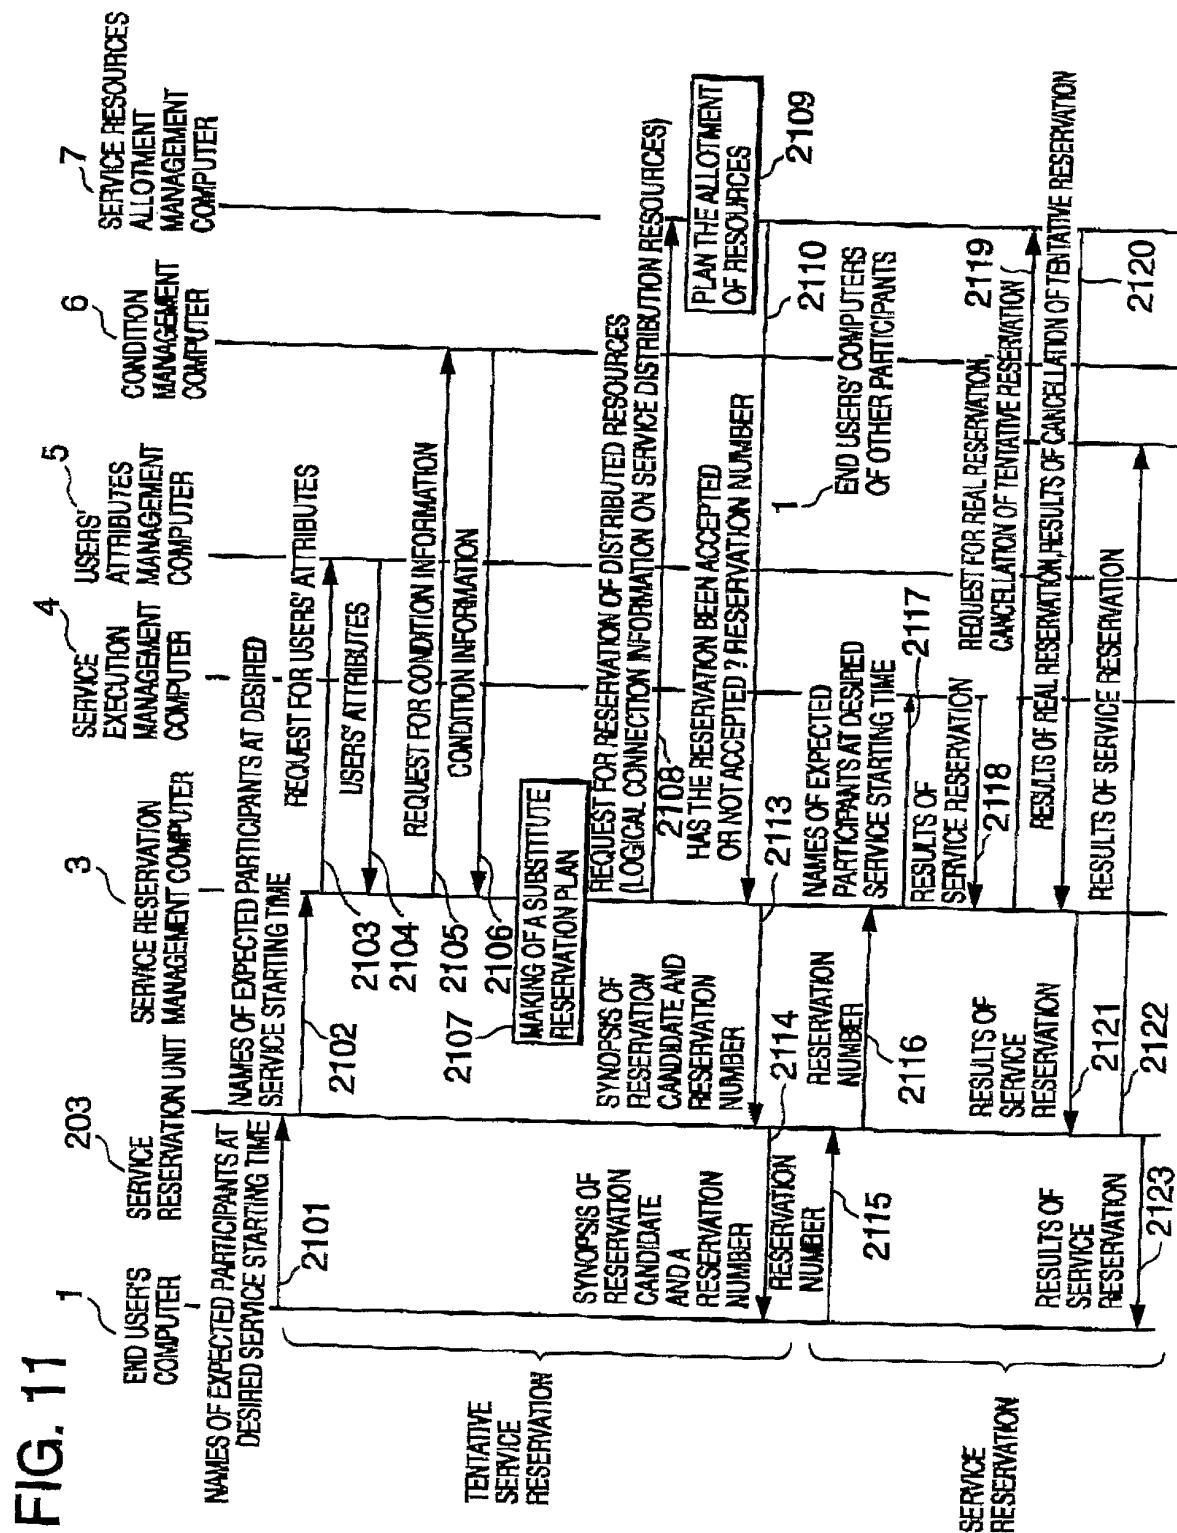 FIG. 11
1
END USER'S
COMPUTER
203
SERVICE
RESERVATION UNIT
3
SERVICE RESERVATION
MANAGEMENT COMPUTER
4
SERVICE
EXECUTION
MANAGEMENT
COMPUTER
5
USERS'
ATTRIBUTES
MANAGEMENT
COMPUTER
6
CONDITION
MANAGEMENT
COMPUTER
7
SERVICE RESOURCES
ALLOTMENT
MANAGEMENT
COMPUTER
NAMES OF EXPECTED PARTICIPANTS AT
DESIRED SERVICE STARTING TIME
2101
NAMES OF EXPECTED PARTICIPANTS AT DESIRED
SERVICE STARTING TIME
2102
REQUEST FOR USERS' ATTRIBUTES
2103
USERS' ATTRIBUTES
2104
REQUEST FOR CONDITION INFORMATION
2105
CONDITION INFORMATION
2106
2107
MAKING OF A SUBSTITUTE
RESERVATION PLAN
REQUEST FOR RESERVATION OF DISTRIBUTED RESOURCES
(LOGICAL CONNECTION INFORMATION ON SERVICE DISTRIBUTION RESOURCES)
2108
PLAN THE ALLOTMENT
OF RESOURCES
2109
HAS THE RESERVATION BEEN ACCEPTED
OR NOT ACCEPTED? RESERVATION NUMBER
2110
SYNOPSIS OF
RESERVATION
CANDIDATE AND
RESERVATION
NUMBER
2113
SYNOPSIS OF
RESERVATION
CANDIDATE
AND A
RESERVATION
NUMBER
2114
TENTATIVE
SERVICE
RESERVATION
RESERVATION
NUMBER
2115
RESERVATION
NUMBER
2116
NAMES OF EXPECTED
PARTICIPANTS AT DESIRED
SERVICE STARTING TIME
2117
1
END USERS' COMPUTERS
OF OTHER PARTICIPANTS
RESULTS OF
SERVICE RESERVATION
2118
REQUEST FOR REAL RESERVATION,
CANCELLATION OF TENTATIVE RESERVATION
2119
RESULTS OF REAL RESERVATION, RESULTS OF CANCELLATION OF TENTATIVE RESERVATION
2120
RESULTS OF
SERVICE
RESERVATION
2121
RESULTS OF SERVICE RESERVATION
2122
RESULTS OF
SERVICE
RESERVATION
2123
SERVICE
RESERVATION